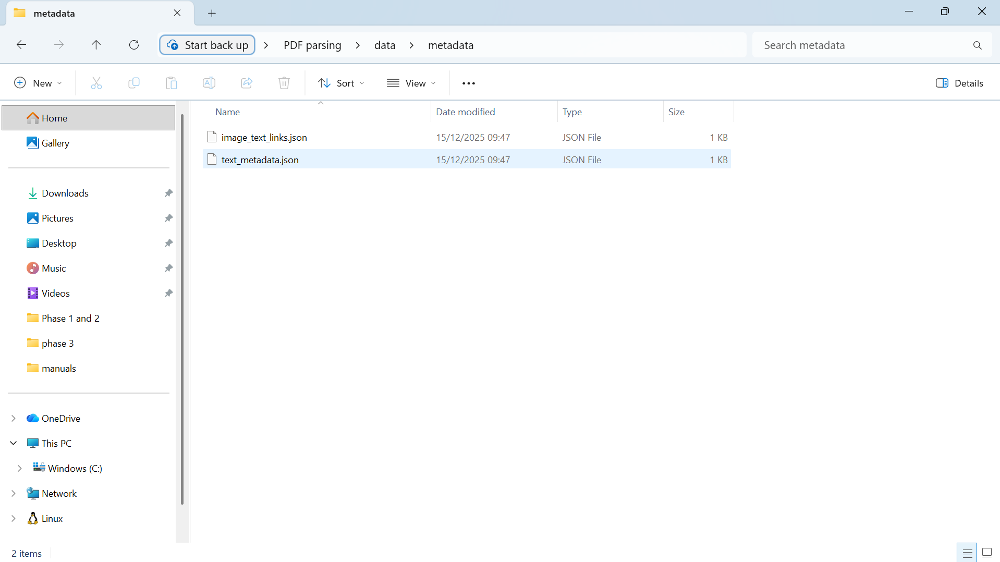 metadata
Start back up > PDF parsing > data > metadata
Search metadata
New
Sort
View
Details
Name Date modified Type Size
image_text_links.json 15/12/2025 09:47 JSON File 1 KB
text_metadata.json 15/12/2025 09:47 JSON File 1 KB
Home
Gallery
Downloads
Pictures
Desktop
Music
Videos
Phase 1 and 2
phase 3
manuals
OneDrive
This PC
Windows (C:)
Network
Linux
2 items